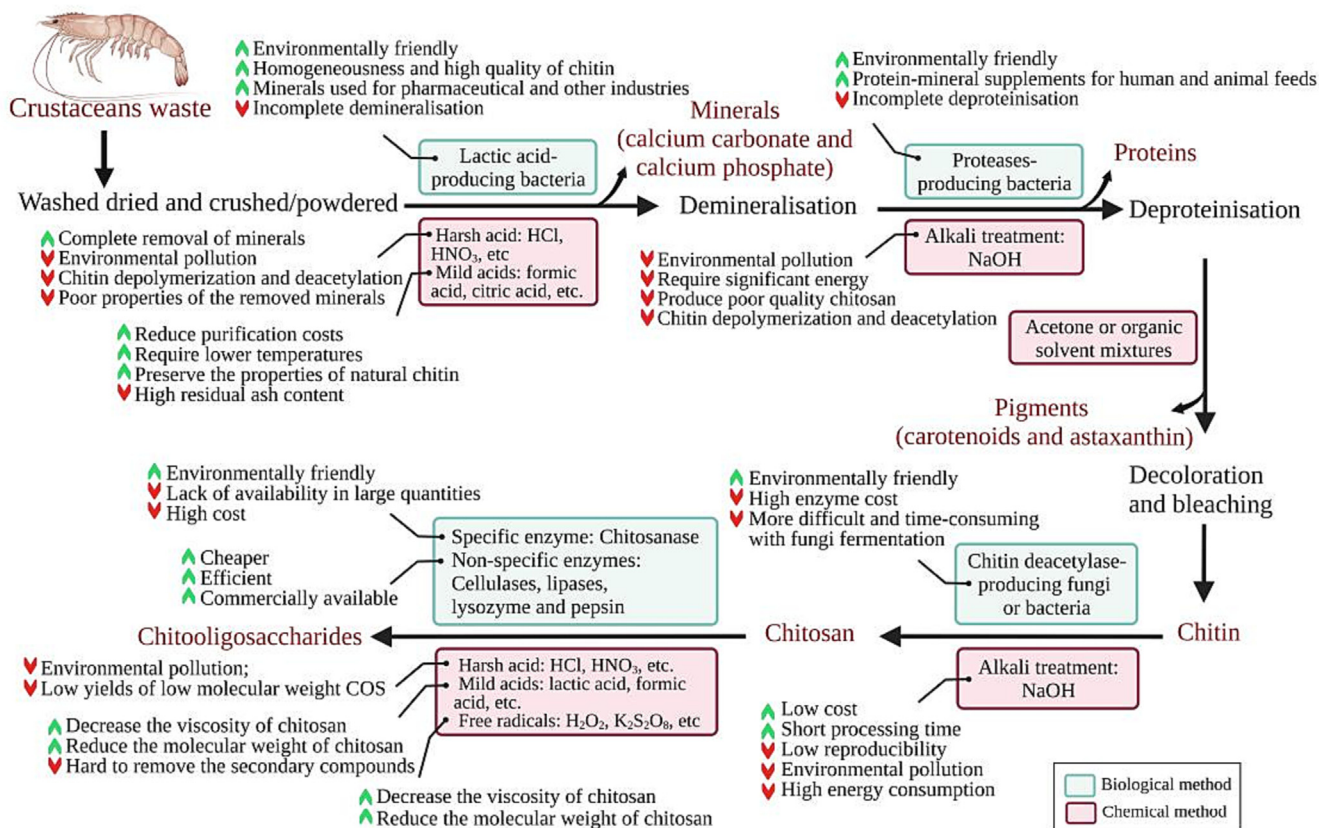 Crustaceans waste
Environmentally friendly
Homogeneousness and high quality of chitin
Minerals used for pharmaceutical and other industries
Incomplete demineralisation
Lactic acid-
producing bacteria
Minerals
(calcium carbonate and
calcium phosphate)
Environmentally friendly
Protein-mineral supplements for human and animal feeds
Incomplete deproteinisation
Proteases-
producing bacteria
Proteins
Washed dried and crushed/powdered
Demineralisation
Deproteinisation
Complete removal of minerals
Environmental pollution
Chitin depolymerization and deacetylation
Poor properties of the removed minerals
Harsh acid: HCl,
HNO₃, etc
Mild acids: formic
acid, citric acid, etc.
Reduce purification costs
Require lower temperatures
Preserve the properties of natural chitin
High residual ash content
Alkali treatment:
NaOH
Environmental pollution
Require significant energy
Produce poor quality chitosan
Chitin depolymerization and deacetylation
Acetone or organic
solvent mixtures
Pigments
(carotenoids and astaxanthin)
Decoloration
and bleaching
Environmentally friendly
High enzyme cost
More difficult and time-consuming
with fungi fermentation
Chitin deacetylase-
producing fungi
or bacteria
Environmentally friendly
Lack of availability in large quantities
High cost
Cheaper
Efficient
Commercially available
Specific enzyme: Chitosanase
Non-specific enzymes:
Cellulases, lipases,
lysozyme and pepsin
Chitooligosaccharides
Chitosan
Chitin
Environmental pollution;
Low yields of low molecular weight COS
Decrease the viscosity of chitosan
Reduce the molecular weight of chitosan
Hard to remove the secondary compounds
Harsh acid: HCl, HNO₃, etc.
Mild acids: lactic acid, formic
acid, etc.
Free radicals: H₂O₂, K₂S₂O₈, etc
Decrease the viscosity of chitosan
Reduce the molecular weight of chitosan
Alkali treatment:
NaOH
Low cost
Short processing time
Low reproducibility
Environmental pollution
High energy consumption
Biological method
Chemical method